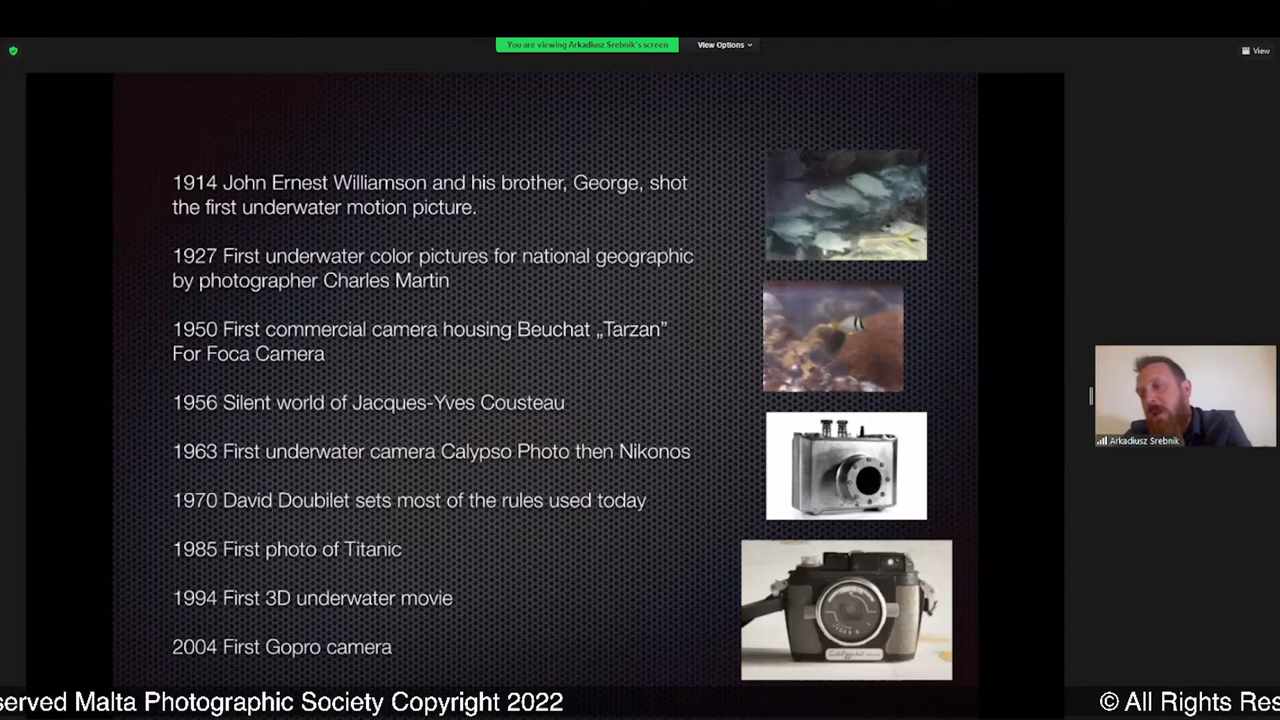 You are viewing Arkadiusz Srebnik's screen
View Options
View
1914 John Ernest Williamson and his brother, George, shot
the first underwater motion picture.
1927 First underwater color pictures for national geographic
by photographer Charles Martin
1950 First commercial camera housing Beuchat „Tarzan”
For Foca Camera
1956 Silent world of Jacques-Yves Cousteau
1963 First underwater camera Calypso Photo then Nikonos
1970 David Doubilet sets most of the rules used today
1985 First photo of Titanic
1994 First 3D underwater movie
2004 First Gopro camera
Calypso
Arkadiusz Srebnik
served Malta Photographic Society Copyright 2022
© All Rights Res